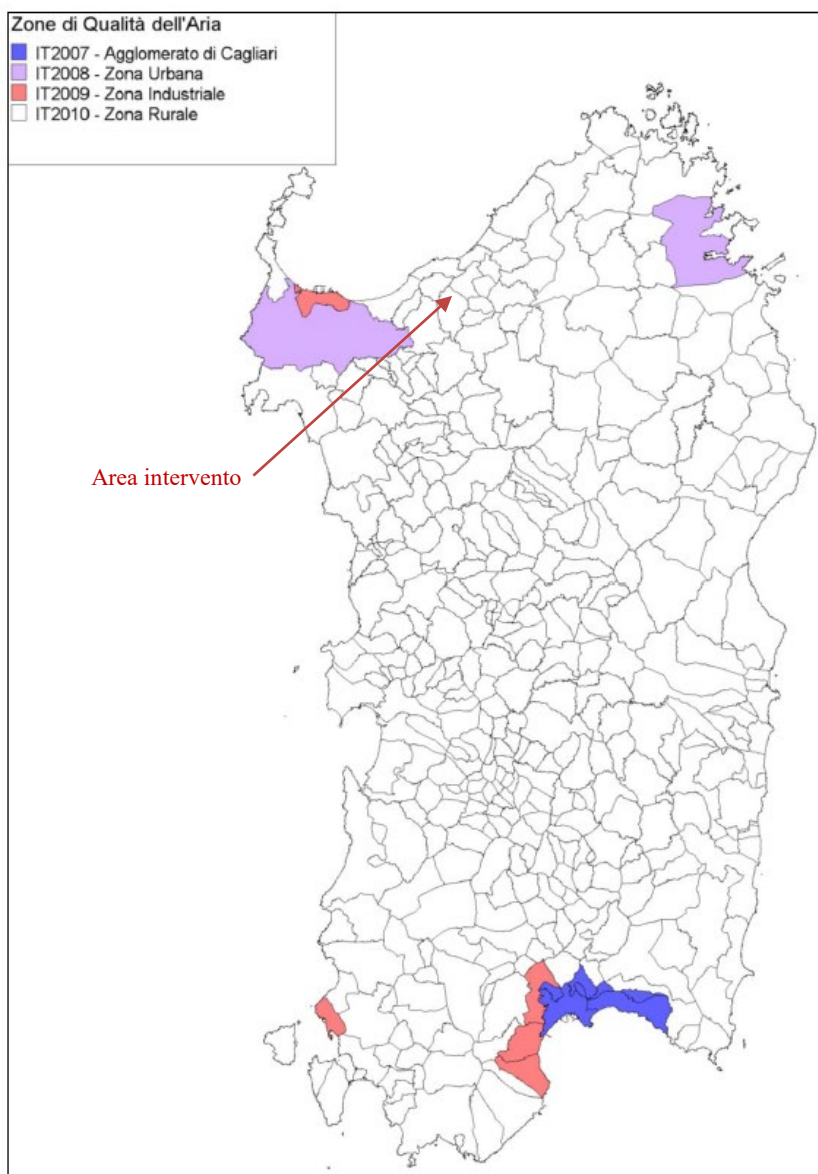 Zone di Qualità dell'Aria
IT2007 - Agglomerato di Cagliari
IT2008 - Zona Urbana
IT2009 - Zona Industriale
IT2010 - Zona Rurale
Area intervento